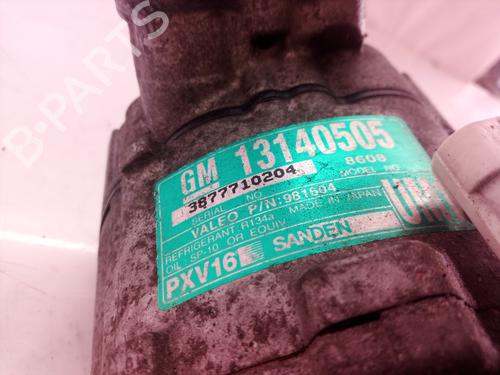 GM 13140505
3877710204 8608
SERIAL NO MODEL NO
VALEO P/N:981504
REFRIGERANT R134a MADE IN JAPAN
OIL SP-10 OR EQUIV
PXV16 SANDEN
B-PARTS